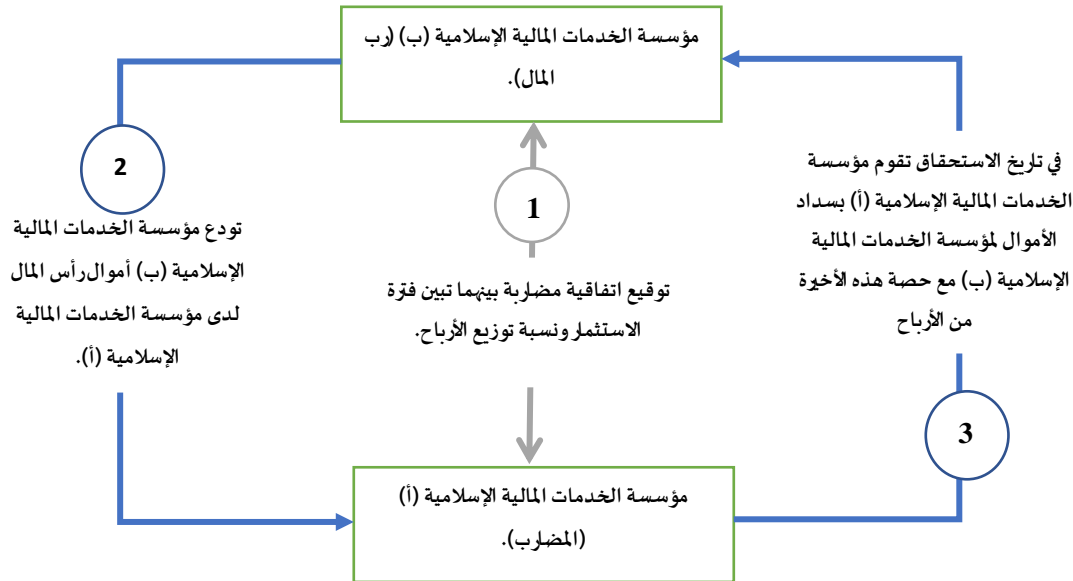 مؤسسة الخدمات المالية الإسلامية (ب) (رب
المال).
1
توقيع اتفاقية مضاربة بينهما تبين فترة
الاستثمار ونسبة توزيع الأرباح.
2
تودع مؤسسة الخدمات المالية
الإسلامية (ب) أموال رأس المال
لدى مؤسسة الخدمات المالية
الإسلامية (أ).
مؤسسة الخدمات المالية الإسلامية (أ)
(المضارب).
في تاريخ الاستحقاق تقوم مؤسسة
الخدمات المالية الإسلامية (أ) بسداد
الأموال لمؤسسة الخدمات المالية
الإسلامية (ب) مع حصة هذه الأخيرة
من الأرباح
3